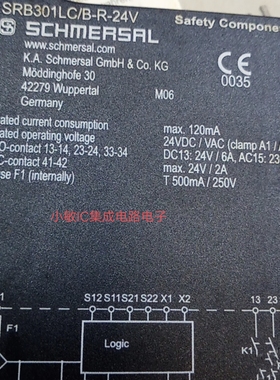 SRB301LC/B-R-24V
Safety Compone
SCHMERSAL
www.schmersal.com
K.A. Schmersal GmbH & Co. KG
Möddinghofe 30
42279 Wuppertal
Germany
M06
CE
0035
ated current consumption
max. 120mA
ated operating voltage
24VDC / VAC (clamp A1 /
O-contact 13-14, 23-24, 33-34
DC13: 24V / 6A, AC15: 23
C-contact 41-42
max. 24V / 2A
se F1 (internally)
T 500mA / 250V
小敏IC集成电路电子
S12 S11 S21 S22 X1 X2
13 23
F1
Logic
K1